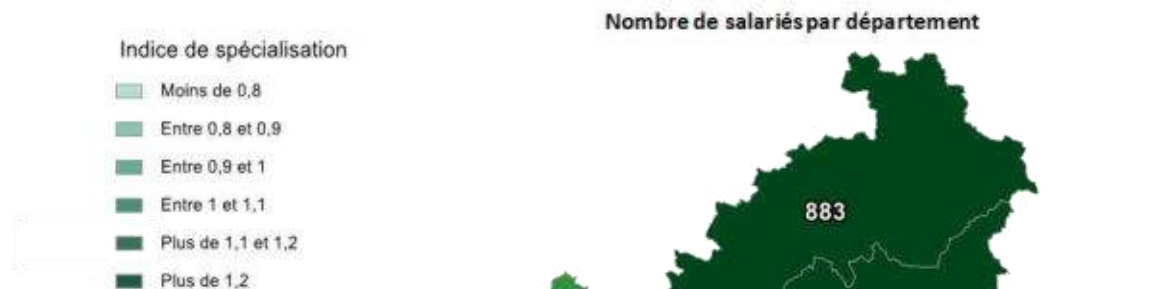 Nombre de salariés par département
Indice de spécialisation
Moins de 0,8
Entre 0,8 et 0,9
Entre 0,9 et 1
Entre 1 et 1,1
Plus de 1,1 et 1,2
Plus de 1,2
883